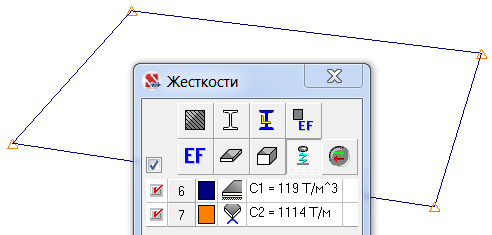 Жесткости
EF
EF
6 C1 = 119 Т/м^3
7 C2 = 1114 Т/м